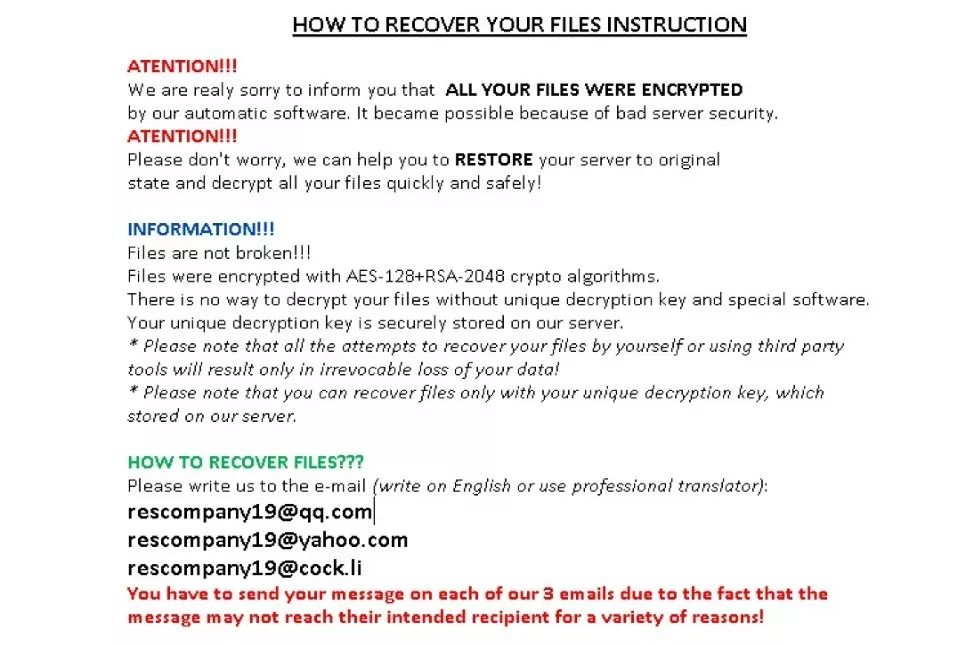 HOW TO RECOVER YOUR FILES INSTRUCTION
ATENTION!!!
We are realy sorry to inform you that ALL YOUR FILES WERE ENCRYPTED
by our automatic software. It became possible because of bad server security.
ATENTION!!!
Please don't worry, we can help you to RESTORE your server to original
state and decrypt all your files quickly and safely!
INFORMATION!!!
Files are not broken!!!
Files were encrypted with AES-128+RSA-2048 crypto algorithms.
There is no way to decrypt your files without unique decryption key and special software.
Your unique decryption key is securely stored on our server.
* Please note that all the attempts to recover your files by yourself or using third party
tools will result only in irrevocable loss of your data!
* Please note that you can recover files only with your unique decryption key, which
stored on our server.
HOW TO RECOVER FILES???
Please write us to the e-mail (write on English or use professional translator):
rescompany19@qq.com
rescompany19@yahoo.com
rescompany19@cock.li
You have to send your message on each of our 3 emails due to the fact that the
message may not reach their intended recipient for a variety of reasons!